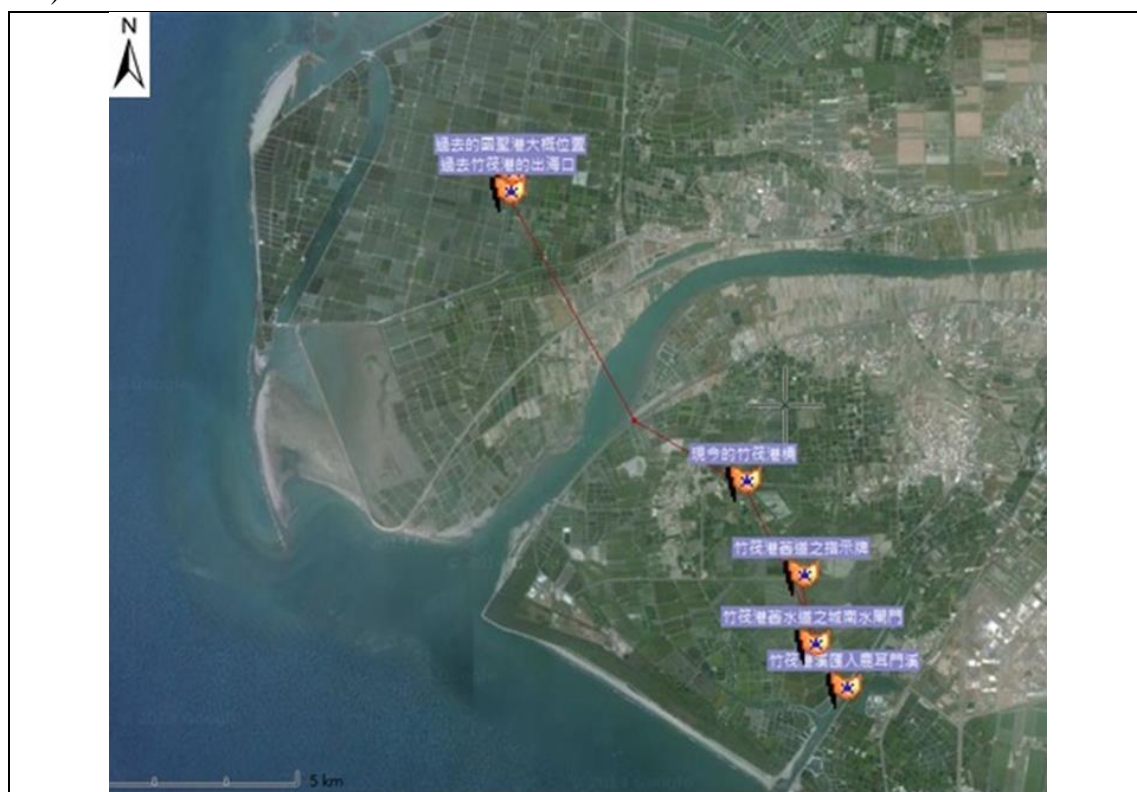 N
過去的國聖港大概位置
過去竹筏港的出海口
現今的竹筏港橋
竹筏港舊道之指示牌
竹筏港舊水道之城南水閘門
竹筏港溪匯入鹿耳門溪
5 km